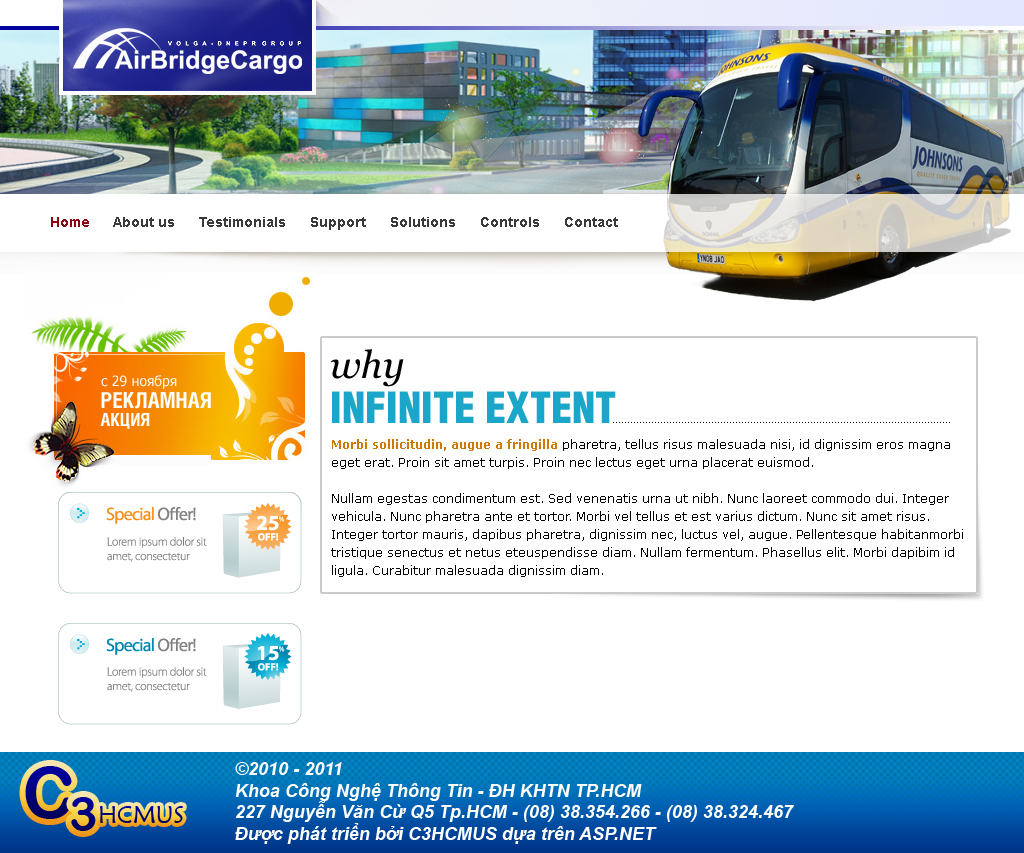 VOLGA-DNEPR GROUP
AirBridgeCargo
JOHNSONS
JOHNSONS
QUALITY COACH TRAVEL
SCANIA
YN08 JAO
Home About us Testimonials Support Solutions Controls Contact
с 29 ноября
РЕКЛАМНАЯ
АКЦИЯ
why
INFINITE EXTENT
Morbi sollicitudin, augue a fringilla pharetra, tellus risus malesuada nisi, id dignissim eros magna
eget erat. Proin sit amet turpis. Proin nec lectus eget urna placerat euismod.
Nullam egestas condimentum est. Sed venenatis urna ut nibh. Nunc laoreet commodo dui. Integer
vehicula. Nunc pharetra ante et tortor. Morbi vel tellus et est varius dictum. Nunc sit amet risus.
Integer tortor mauris, dapibus pharetra, dignissim nec, luctus vel, augue. Pellentesque habitanmorbi
tristique senectus et netus eteuspendisse diam. Nullam fermentum. Phasellus elit. Morbi dapibim id
ligula. Curabitur malesuada dignissim diam.
Special Offer!
Lorem ipsum dolor sit
amet, consectetur
25%
OFF!
Special Offer!
Lorem ipsum dolor sit
amet, consectetur
15%
OFF!
C3HCMUS
©2010 - 2011
Khoa Công Nghệ Thông Tin - ĐH KHTN TP.HCM
227 Nguyễn Văn Cừ Q5 Tp.HCM - (08) 38.354.266 - (08) 38.324.467
Được phát triển bởi C3HCMUS dựa trên ASP.NET